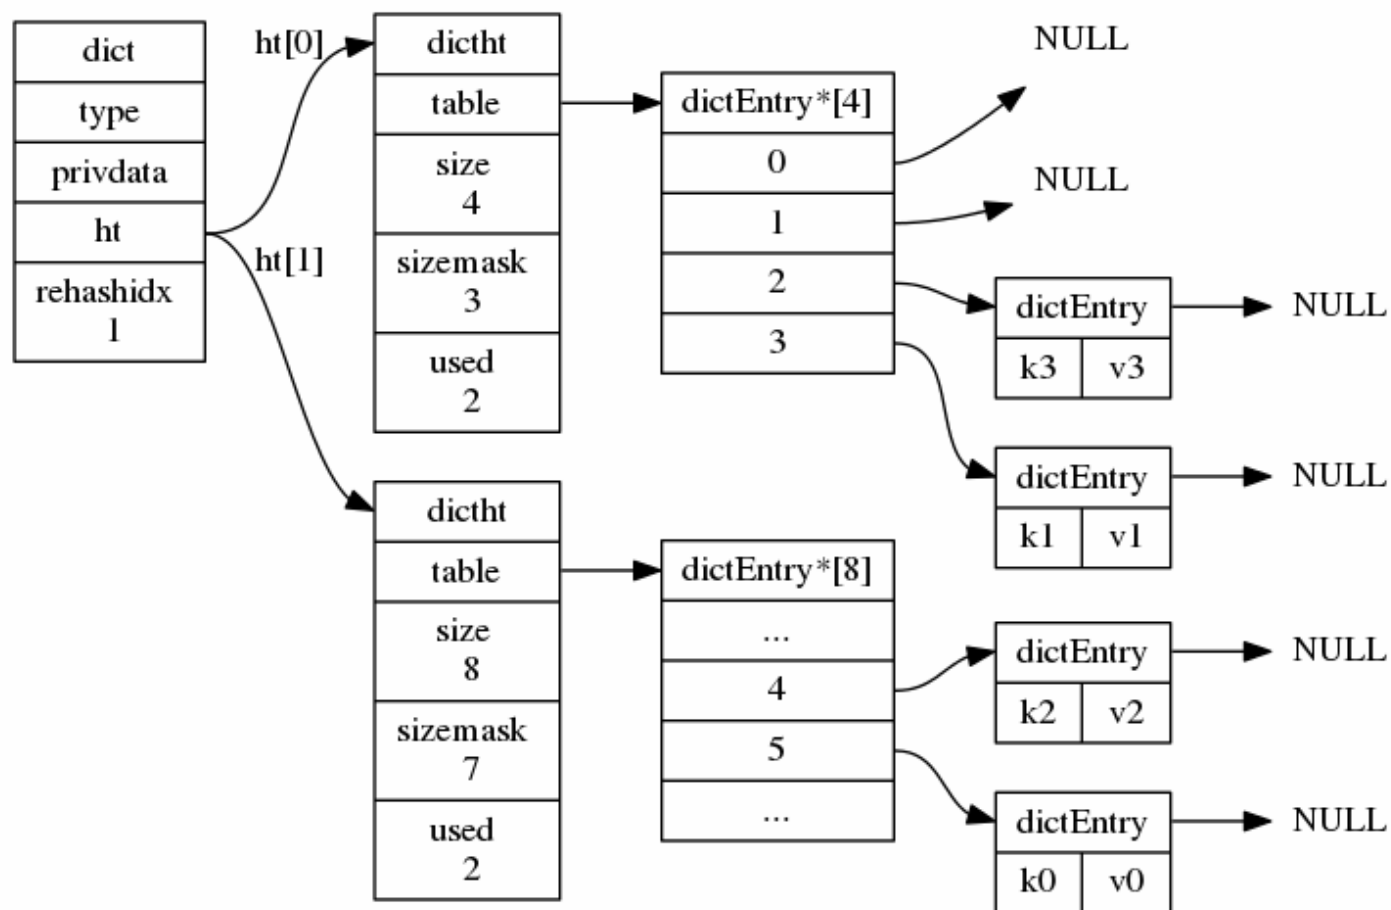 dict
type
privdata
ht
rehashidx
1
ht[0]
ht[1]
dictht
table
size
4
sizemask
3
used
2
dictEntry*[4]
0
1
2
3
NULL
NULL
dictEntry
k3 v3
NULL
dictEntry
k1 v1
NULL
dictht
table
size
8
sizemask
7
used
2
dictEntry*[8]
...
4
5
...
dictEntry
k2 v2
NULL
dictEntry
k0 v0
NULL